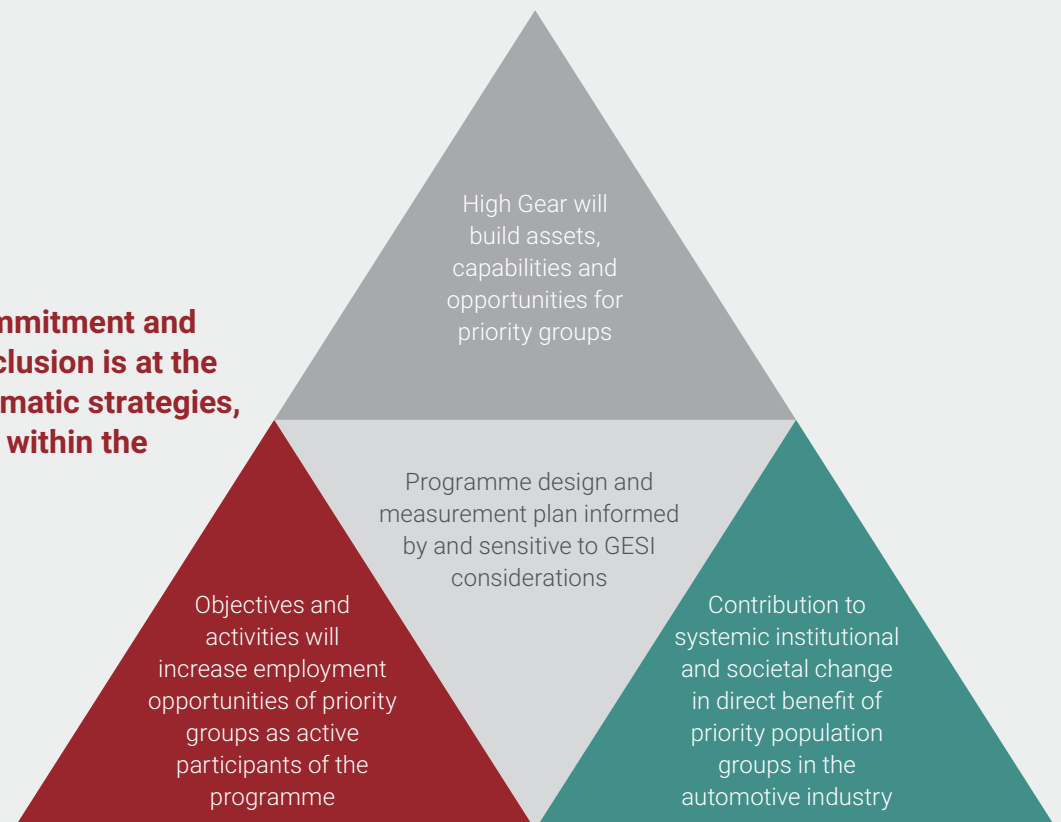 High Gear will
build assets,
capabilities and
opportunities for
priority groups
mmitment and
clusion is at the
matic strategies,
within the
Programme design and
measurement plan informed
by and sensitive to GESI
considerations
Objectives and
activities will
increase employment
opportunities of priority
groups as active
participants of the
programme
Contribution to
systemic institutional
and societal change
in direct benefit of
priority population
groups in the
automotive industry